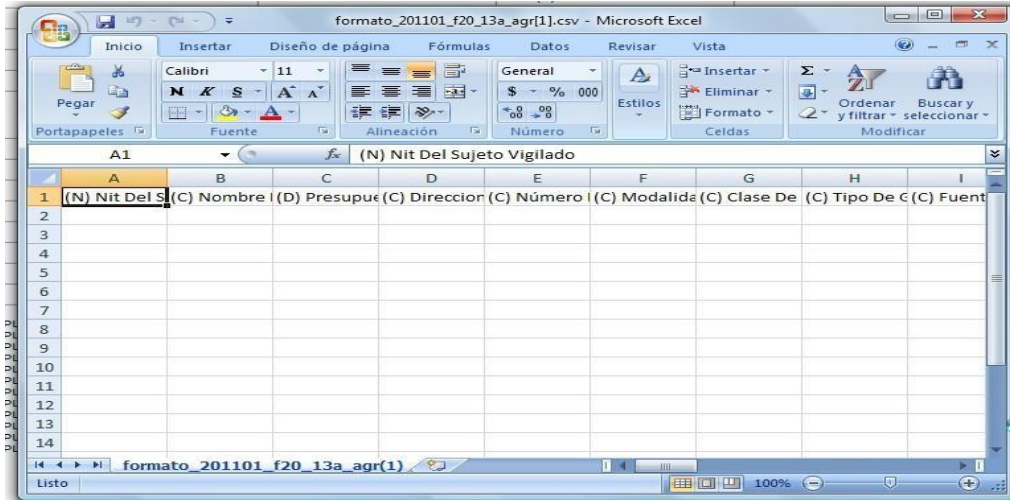 formato_201101_f20_13a_agr[1].csv - Microsoft Excel
Inicio Insertar Diseño de página Fórmulas Datos Revisar Vista
Pegar
Calibri 11
N K S A A A
General
$ % 000
Estilos
Insertar
Eliminar
Formato
Σ
Ordenar y filtrar
Buscar y seleccionar
Portapapeles Fuente Alineación Número Celdas Modificar
A1 fx (N) Nit Del Sujeto Vigilado
A B C D E F G H I
1 (N) Nit Del S (C) Nombre (D) Presupue (C) Direccion (C) Número (C) Modalida (C) Clase De (C) Tipo De G (C) Fuent
2
3
4
5
6
7
8
9
10
11
12
13
14
formato_201101_f20_13a_agr(1)
Listo 100%